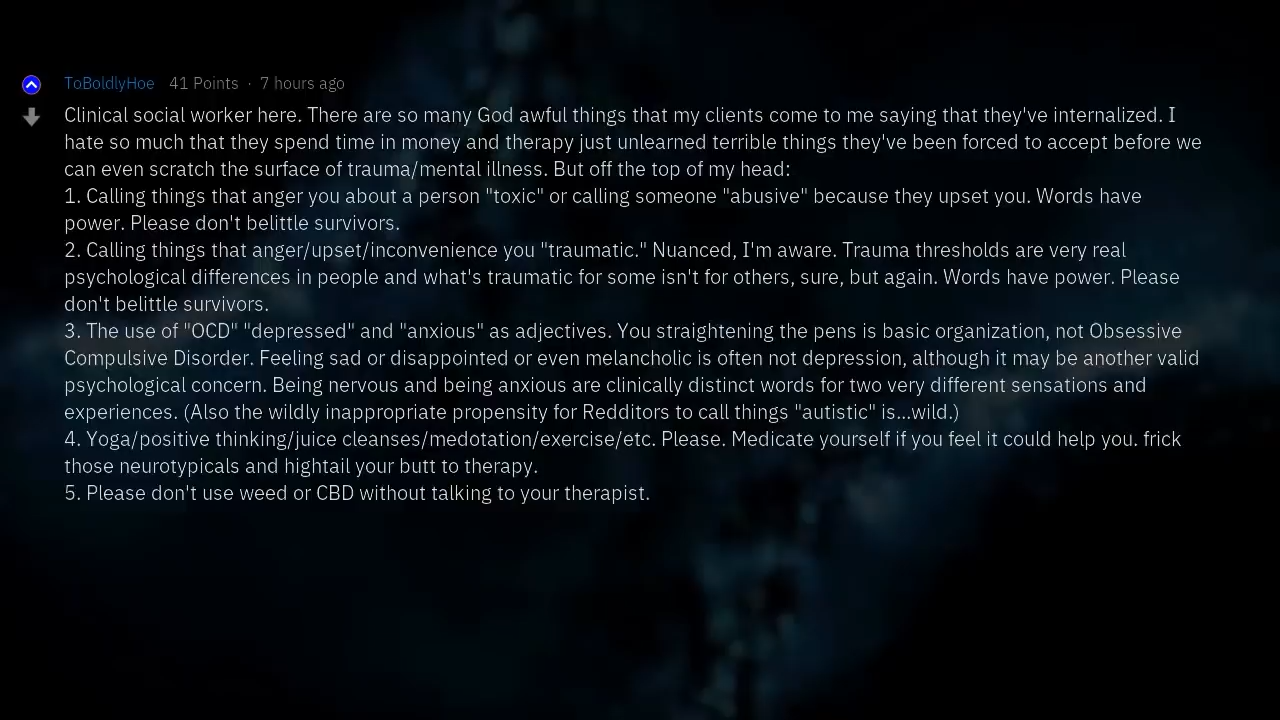 ToBoldlyHoe 41 Points · 7 hours ago
Clinical social worker here. There are so many God awful things that my clients come to me saying that they've internalized. I
hate so much that they spend time in money and therapy just unlearned terrible things they've been forced to accept before we
can even scratch the surface of trauma/mental illness. But off the top of my head:
1. Calling things that anger you about a person "toxic" or calling someone "abusive" because they upset you. Words have
power. Please don't belittle survivors.
2. Calling things that anger/upset/inconvenience you "traumatic." Nuanced, I'm aware. Trauma thresholds are very real
psychological differences in people and what's traumatic for some isn't for others, sure, but again. Words have power. Please
don't belittle survivors.
3. The use of "OCD" "depressed" and "anxious" as adjectives. You straightening the pens is basic organization, not Obsessive
Compulsive Disorder. Feeling sad or disappointed or even melancholic is often not depression, although it may be another valid
psychological concern. Being nervous and being anxious are clinically distinct words for two very different sensations and
experiences. (Also the wildly inappropriate propensity for Redditors to call things "autistic" is...wild.)
4. Yoga/positive thinking/juice cleanses/medotation/exercise/etc. Please. Medicate yourself if you feel it could help you. frick
those neurotypicals and hightail your butt to therapy.
5. Please don't use weed or CBD without talking to your therapist.